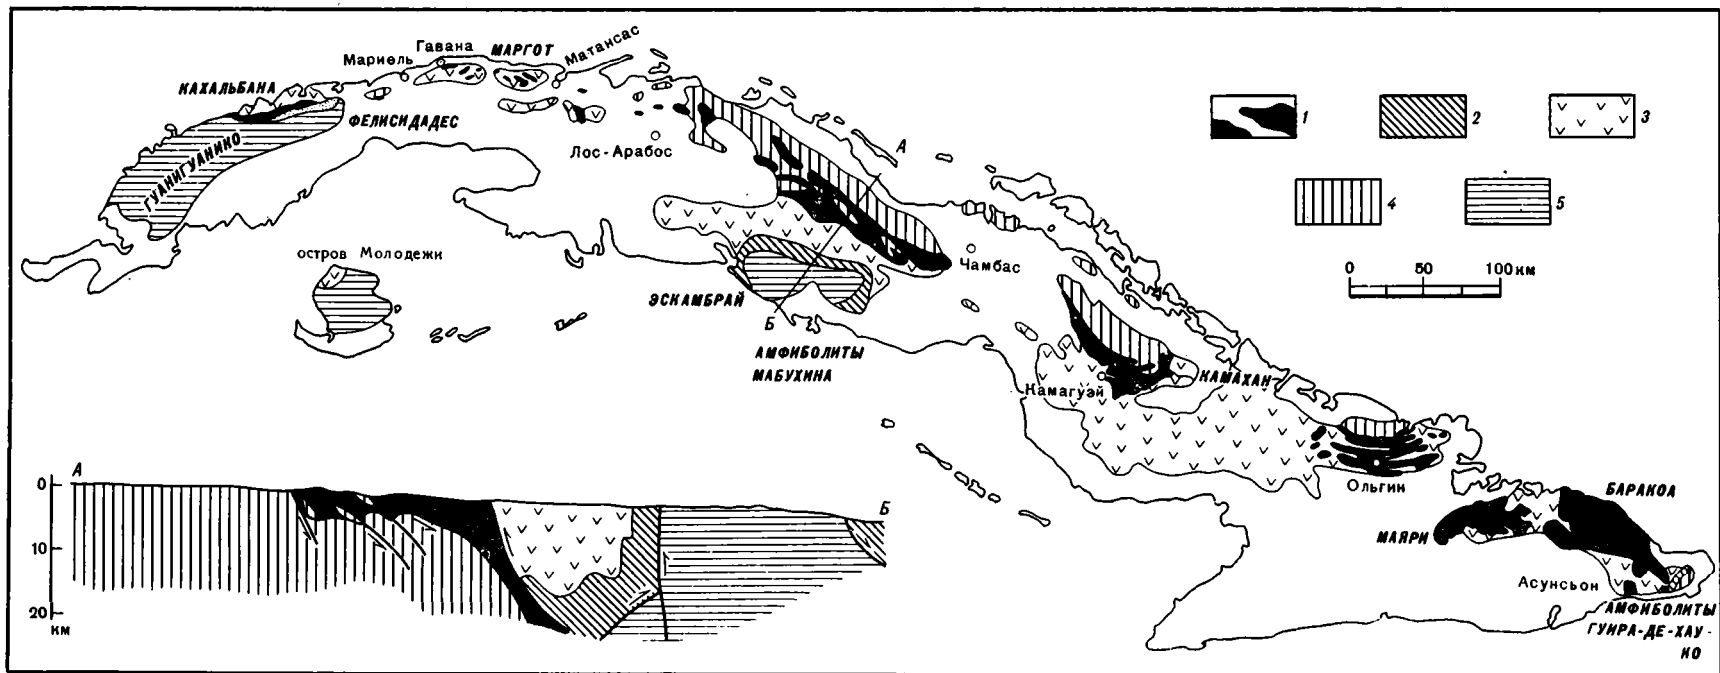 Гавана
МАРГОТ
Матансас
Мариель
КАХАЛЬБАНА
ФЕЛИСИДАДЕС
ГУАНИГУАНИКО
Лос-Арабос
А
остров Молодежи
Чамбас
ЭСКАМБРАЙ
Б
АМФИБОЛИТЫ
МАБУХИНА
Камагуэй
КАМАХАН
Ольгин
БАРАКОА
МАЯРИ
Асунсьон
АМФИБОЛИТЫ
ГУИРА-ДЕ-ХАУ-
КО
1
2
3
4
5
0 50 100 км
А
Б
0
10
20
км